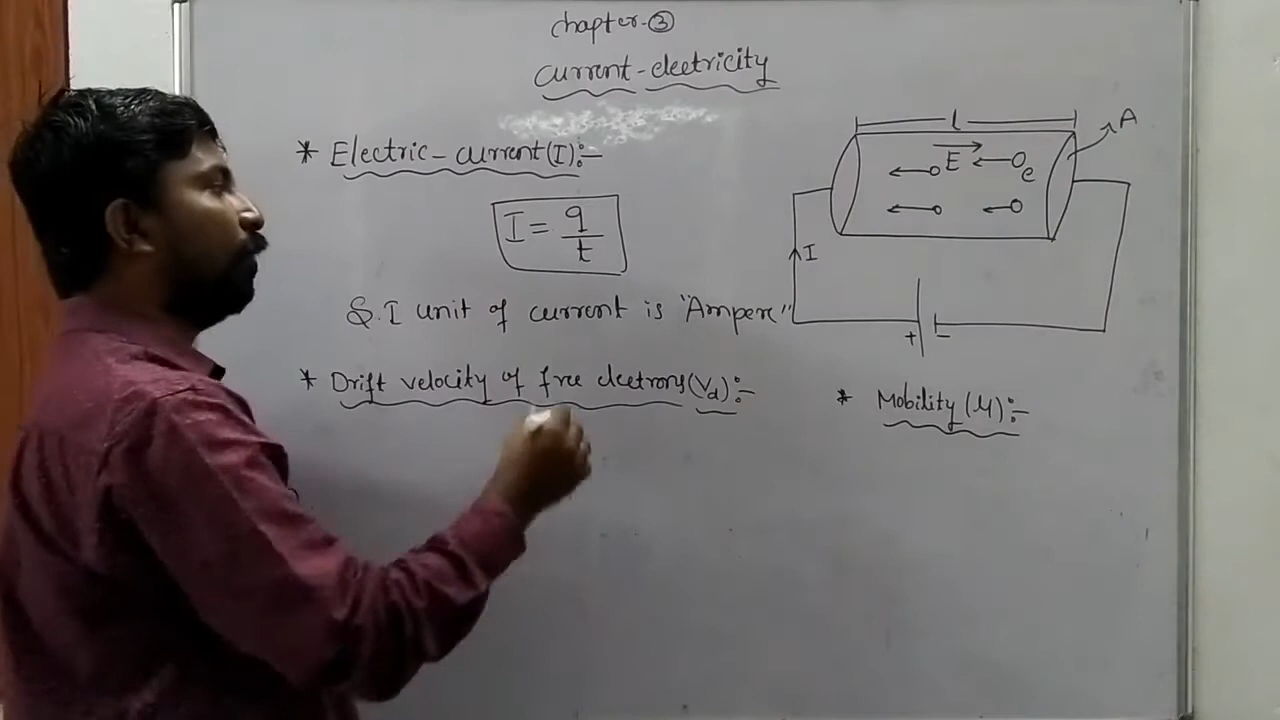 chapter-③
current-electricity
* Electric-current(I):-
I = q/t
S.I unit of current is "Ampere"
* Drift velocity of free electrons(Vd):-
l
A
E
e
I
+ -
* Mobility(μ):-